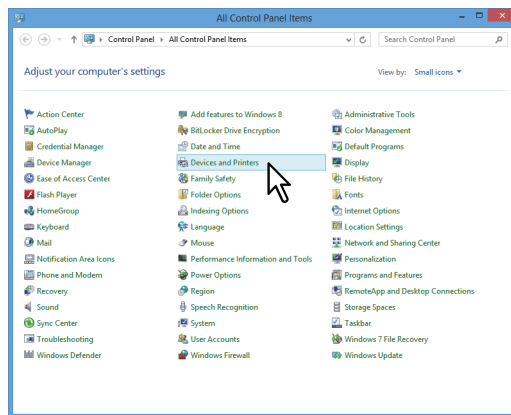 All Control Panel Items
Control Panel All Control Panel Items Search Control Panel
Adjust your computer's settings View by: Small icons
Action Center Add features to Windows 8 Administrative Tools
AutoPlay BitLocker Drive Encryption Color Management
Credential Manager Date and Time Default Programs
Device Manager Devices and Printers Display
Ease of Access Center Family Safety File History
Flash Player Folder Options Fonts
HomeGroup Indexing Options Internet Options
Keyboard Language Location Settings
Mail Mouse Network and Sharing Center
Notification Area Icons Performance Information and Tools Personalization
Phone and Modem Power Options Programs and Features
Recovery Region RemoteApp and Desktop Connections
Sound Speech Recognition Storage Spaces
Sync Center System Taskbar
Troubleshooting User Accounts Windows 7 File Recovery
Windows Defender Windows Firewall Windows Update